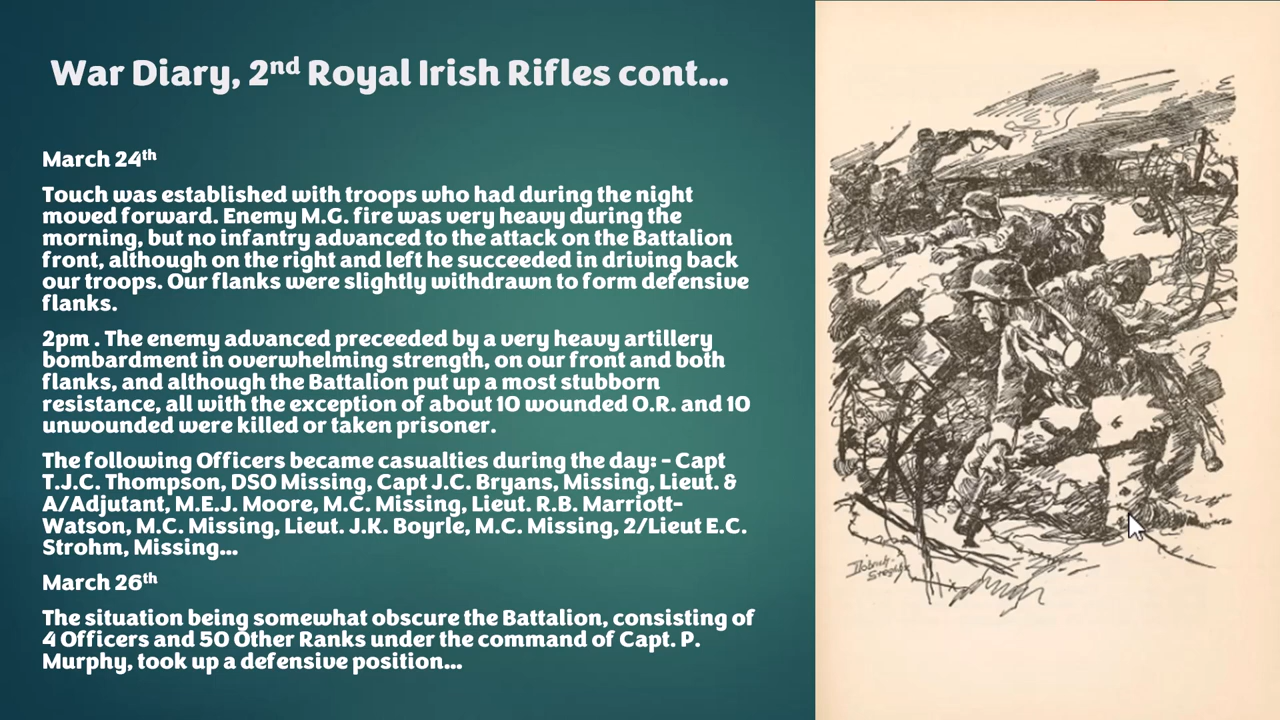 War Diary, 2nd Royal Irish Rifles cont...
March 24th
Touch was established with troops who had during the night
moved forward. Enemy M.G. fire was very heavy during the
morning, but no infantry advanced to the attack on the Battalion
front, although on the right and left he succeeded in driving back
our troops. Our flanks were slightly withdrawn to form defensive
flanks.
2pm . The enemy advanced preceeded by a very heavy artillery
bombardment in overwhelming strength, on our front and both
flanks, and although the Battalion put up a most stubborn
resistance, all with the exception of about 10 wounded O.R. and 10
unwounded were killed or taken prisoner.
The following Officers became casualties during the day: - Capt
T.J.C. Thompson, DSO Missing, Capt J.C. Bryans, Missing, Lieut. &
A/Adjutant, M.E.J. Moore, M.C. Missing, Lieut. R.B. Marriott-
Watson, M.C. Missing, Lieut. J.K. Boyrle, M.C. Missing, 2/Lieut E.C.
Strohm, Missing...
March 26th
The situation being somewhat obscure the Battalion, consisting of
4 Officers and 50 Other Ranks under the command of Capt. P.
Murphy, took up a defensive position...